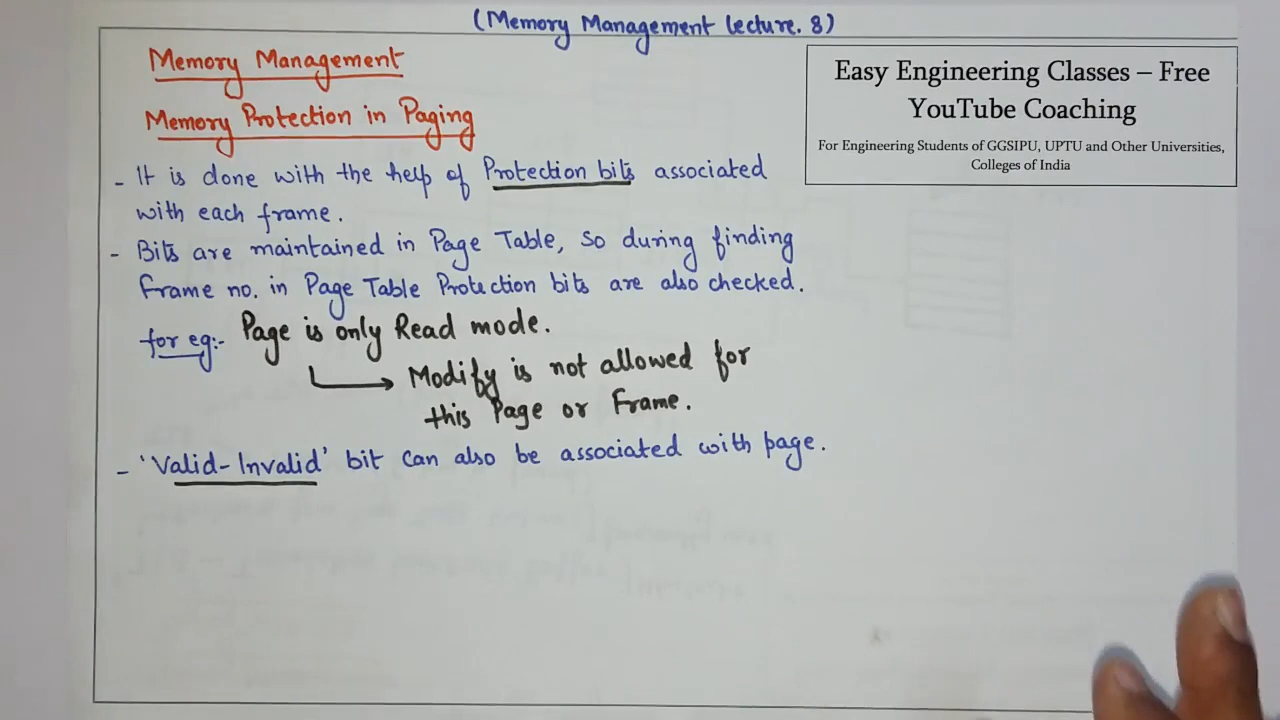 (Memory Management lecture. 8)
Memory Management
Memory Protection in Paging
Easy Engineering Classes – Free
YouTube Coaching
For Engineering Students of GGSIPU, UPTU and Other Universities,
Colleges of India
- It is done with the help of Protection bits associated
with each frame.
- Bits are maintained in Page Table, So during finding
Frame no. in Page Table Protection bits are also checked.
for eg:- Page is only Read mode.
Modify is not allowed for
this Page or Frame.
- 'Valid-Invalid' bit can also be associated with page.